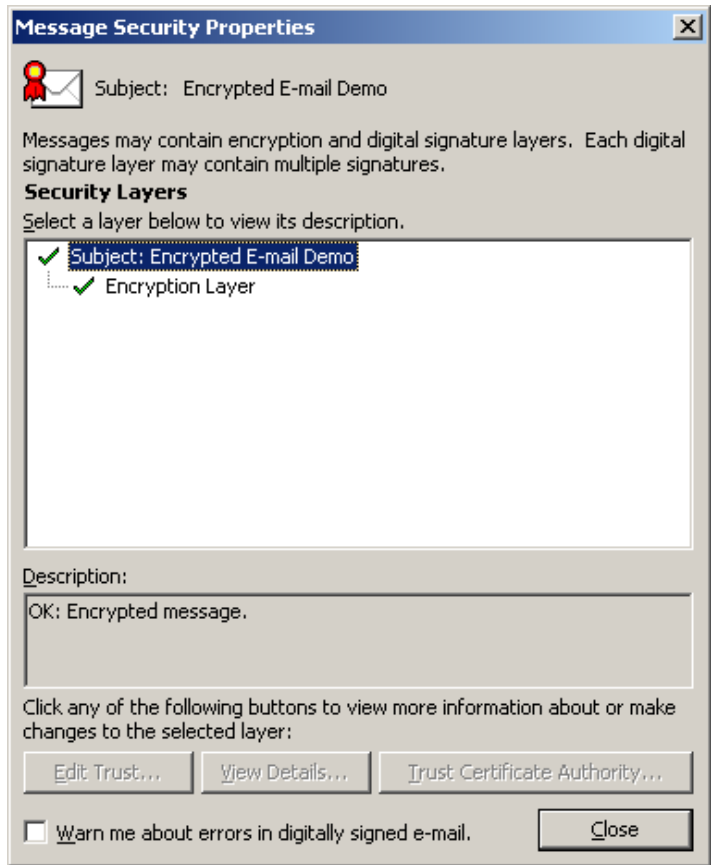 Message Security Properties
Subject: Encrypted E-mail Demo
Messages may contain encryption and digital signature layers. Each digital
signature layer may contain multiple signatures.
Security Layers
Select a layer below to view its description.
Subject: Encrypted E-mail Demo
Encryption Layer
Description:
OK: Encrypted message.
Click any of the following buttons to view more information about or make
changes to the selected layer:
Edit Trust... View Details... Trust Certificate Authority...
Warn me about errors in digitally signed e-mail. Close